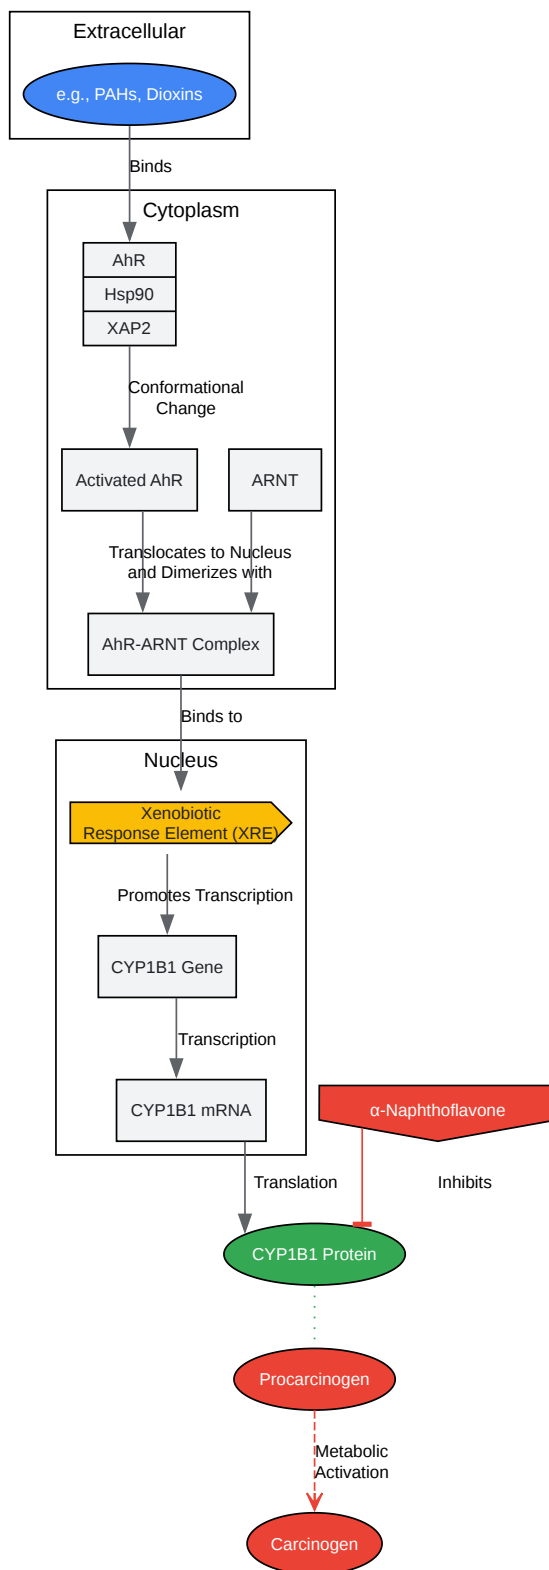 Extracellular
e.g., PAHs, Dioxins
Binds
Cytoplasm
AhR
Hsp90
XAP2
Conformational
Change
Activated AhR
ARNT
Translocates to Nucleus
and Dimerizes with
AhR-ARNT Complex
Binds to
Nucleus
Xenobiotic
Response Element (XRE)
Promotes Transcription
CYP1B1 Gene
Transcription
CYP1B1 mRNA
α-Naphthoflavone
Translation
Inhibits
CYP1B1 Protein
Procarcinogen
Metabolic
Activation
Carcinogen